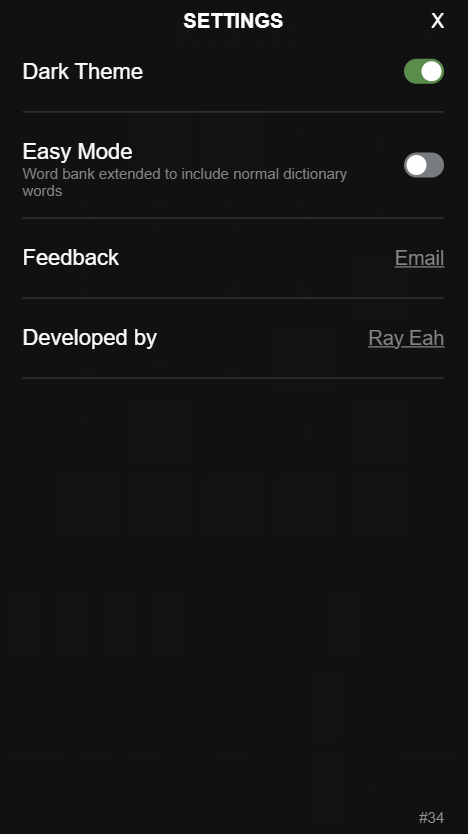 SETTINGS X
Dark Theme
Easy Mode
Word bank extended to include normal dictionary
words
Feedback Email
Developed by Ray Eah
#34